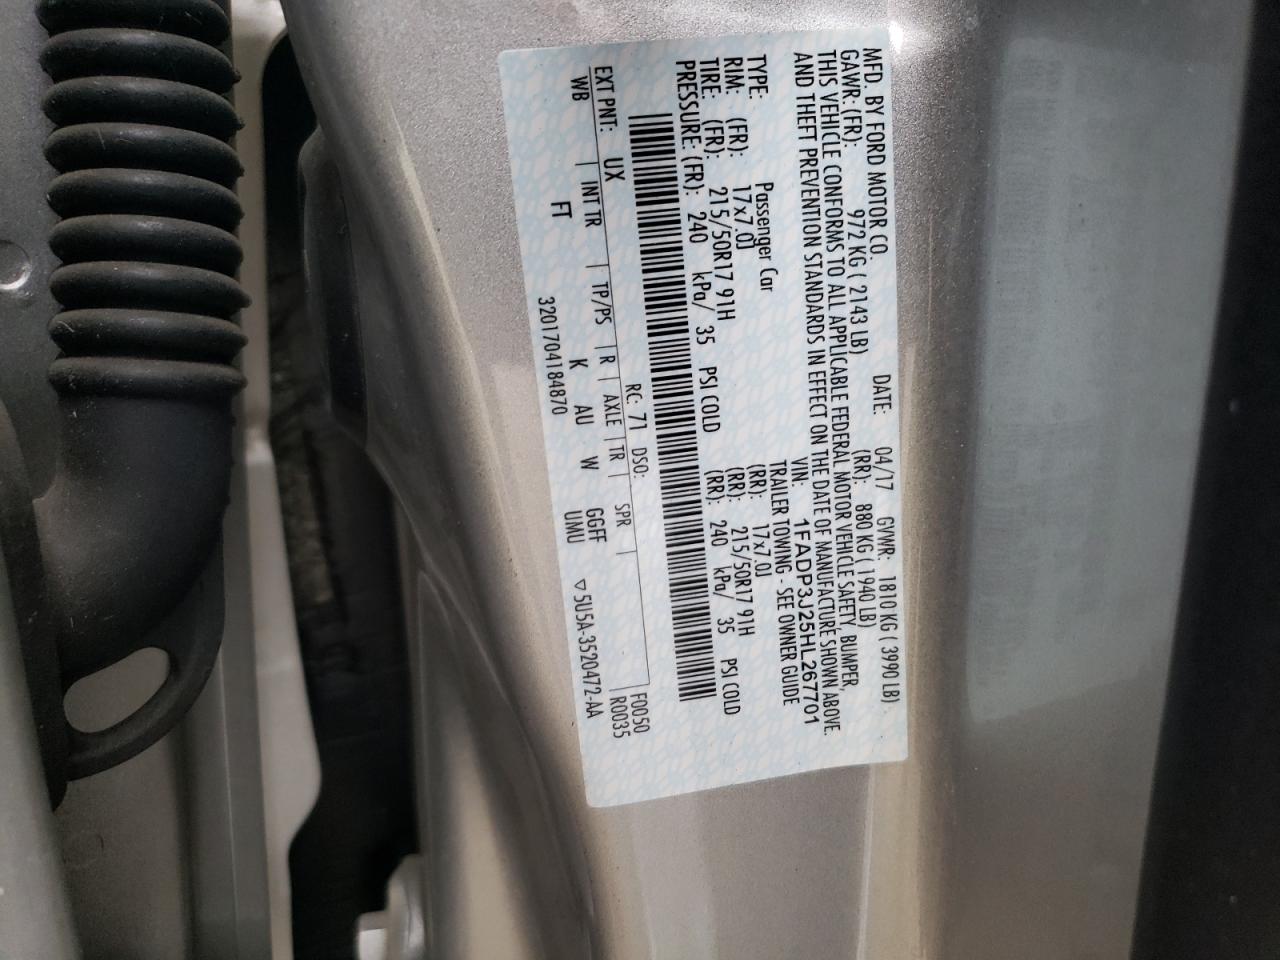 MFD. BY FORD MOTOR CO.
DATE: 04/17 GVWR: 1810 KG ( 3990 LB)
GAWR: (FR): 972 KG ( 2143 LB) (RR): 880 KG ( 1940 LB)
THIS VEHICLE CONFORMS TO ALL APPLICABLE FEDERAL MOTOR VEHICLE SAFETY, BUMPER,
AND THEFT PREVENTION STANDARDS IN EFFECT ON THE DATE OF MANUFACTURE SHOWN ABOVE.
VIN: 1FADP3J25HL267701
TYPE: Passenger Car TRAILER TOWING - SEE OWNER GUIDE
RIM: (FR): 17x7.0J (RR): 17x7.0J
TIRE: (FR): 215/50R17 91H (RR): 215/50R17 91H
PRESSURE: (FR): 240 kPa/ 35 PSI COLD (RR): 240 kPa/ 35 PSI COLD
RC: 71 DSO: F0050
EXT PNT: UX R0035
WB | INT TR | TP/PS | R | AXLE | TR | SPR |
FT K AU W GGFF
UMU
3201704184870 ▽ 5U5A-3520472-AA